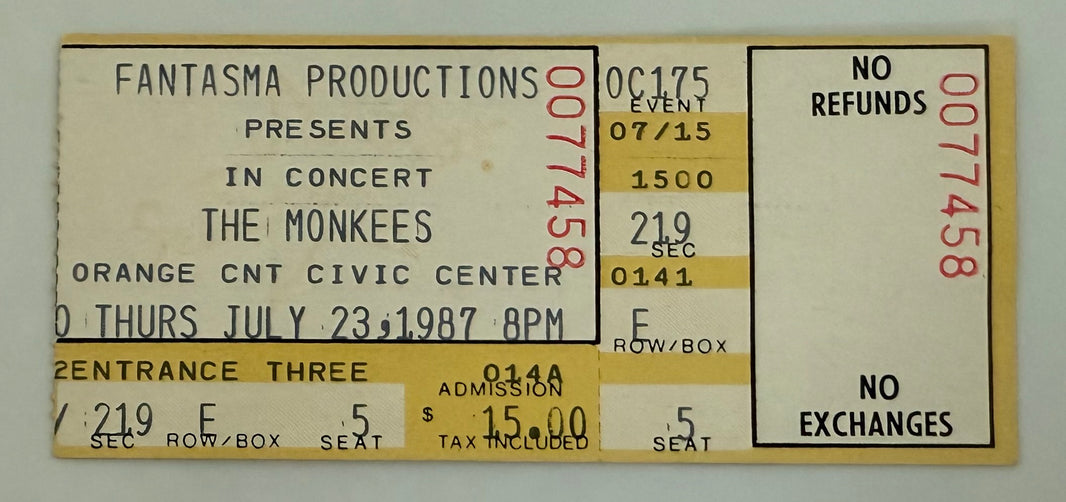 FANTASMA PRODUCTIONS
PRESENTS
IN CONCERT
THE MONKEES
ORANGE CNT CIVIC CENTER
THURS JULY 23,1987 8PM
0077458
2ENTRANCE THREE 014A
ADMISSION
219 E 5 $ 15.00
SEC ROW/BOX SEAT TAX INCLUDED
OC175
EVENT
07/15
1500
219
SEC
0141
E
ROW/BOX
5
SEAT
NO
REFUNDS
0077458
NO
EXCHANGES